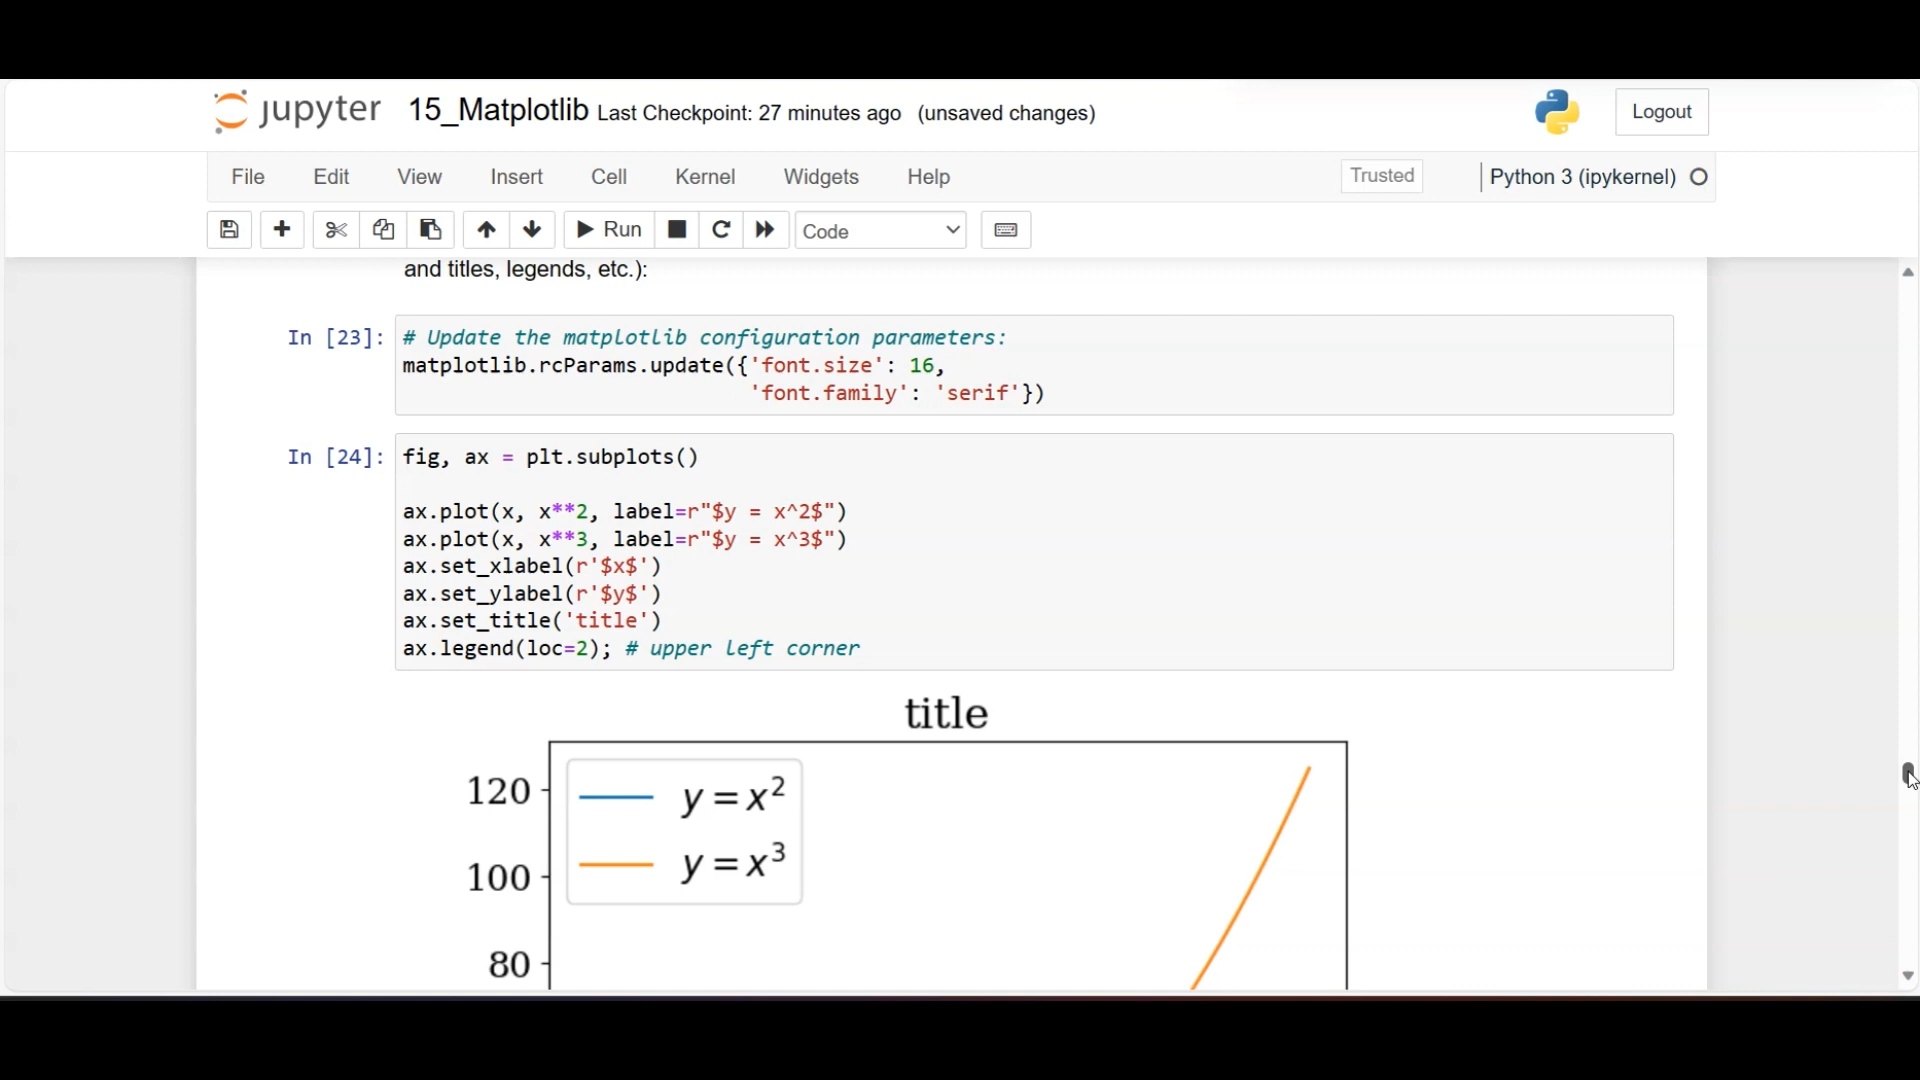 jupyter 15_Matplotlib Last Checkpoint: 27 minutes ago (unsaved changes) Logout
File Edit View Insert Cell Kernel Widgets Help Trusted Python 3 (ipykernel)
Run Code
and titles, legends, etc.):
In [23]: # Update the matplotlib configuration parameters:
matplotlib.rcParams.update({'font.size': 16,
'font.family': 'serif'})
In [24]: fig, ax = plt.subplots()
ax.plot(x, x**2, label=r"$y = x^2$")
ax.plot(x, x**3, label=r"$y = x^3$")
ax.set_xlabel(r'$x$')
ax.set_ylabel(r'$y$')
ax.set_title('title')
ax.legend(loc=2); # upper left corner
title
120
y = x²
y = x³
100
80